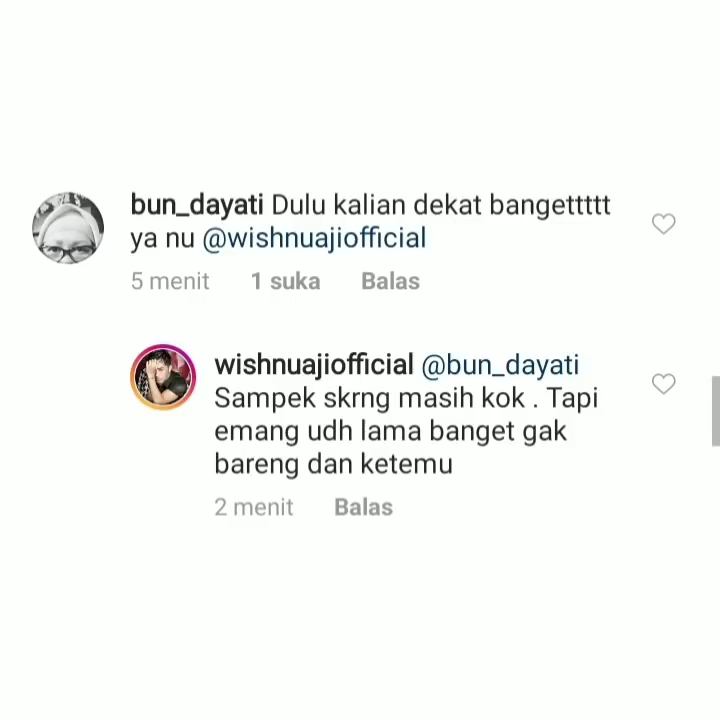 bun_dayati Dulu kalian dekat bangettttt
ya nu @wishnuajiofficial
5 menit 1 suka Balas
wishnuajiofficial @bun_dayati
Sampek skrng masih kok . Tapi
emang udh lama banget gak
bareng dan ketemu
2 menit Balas